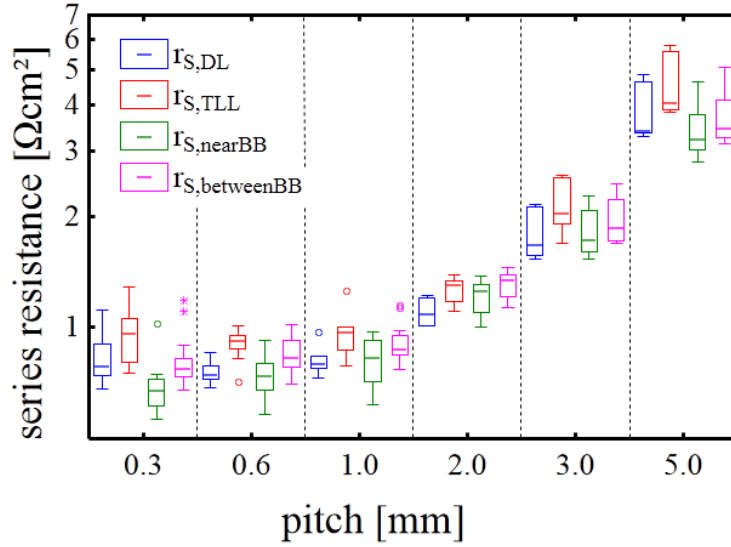 series resistance [Ωcm²]
7
6
5
4
3
2
1
r_S,DL
r_S,TLL
r_S,nearBB
r_S,betweenBB
0.3 0.6 1.0 2.0 3.0 5.0
pitch [mm]